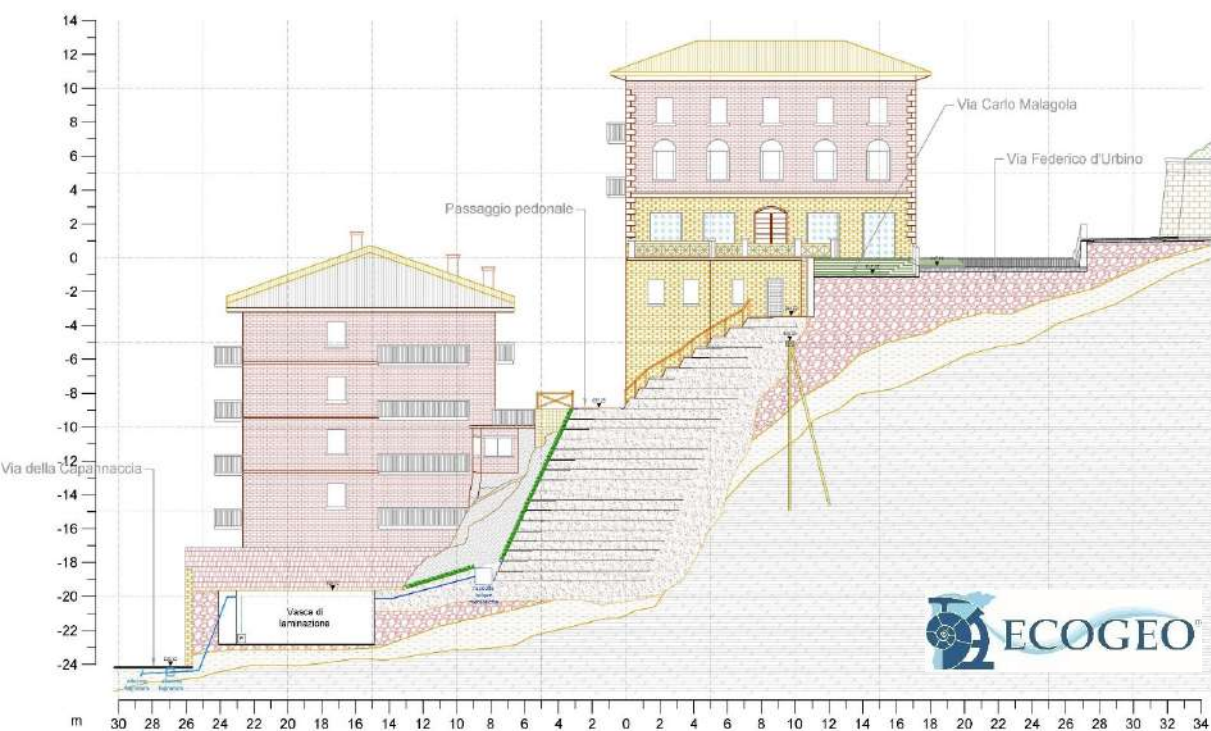 14
12
10
8
6
4
2
0
-2
-4
-6
-8
-10
-12
-14
-16
-18
-20
-22
-24
Via Carlo Malagola
Via Federico d'Urbino
Passaggio pedonale
Via della Capannaccia
Vasca di
laminazione
ECOGEO
m 30 28 26 24 22 20 18 16 14 12 10 8 6 4 2 0 2 4 6 8 10 12 14 16 18 20 22 24 26 28 30 32 34